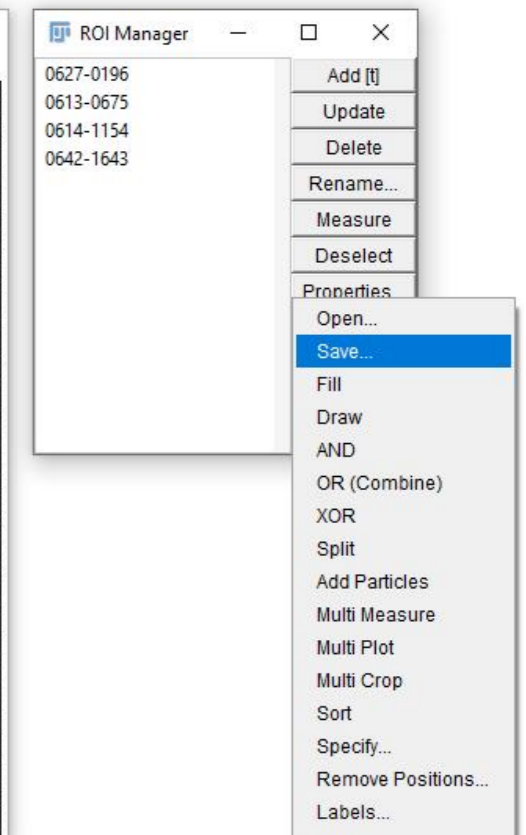 ROI Manager
0627-0196
0613-0675
0614-1154
0642-1643
Add [t]
Update
Delete
Rename...
Measure
Deselect
Properties...
Open...
Save...
Fill
Draw
AND
OR (Combine)
XOR
Split
Add Particles
Multi Measure
Multi Plot
Multi Crop
Sort
Specify...
Remove Positions...
Labels...